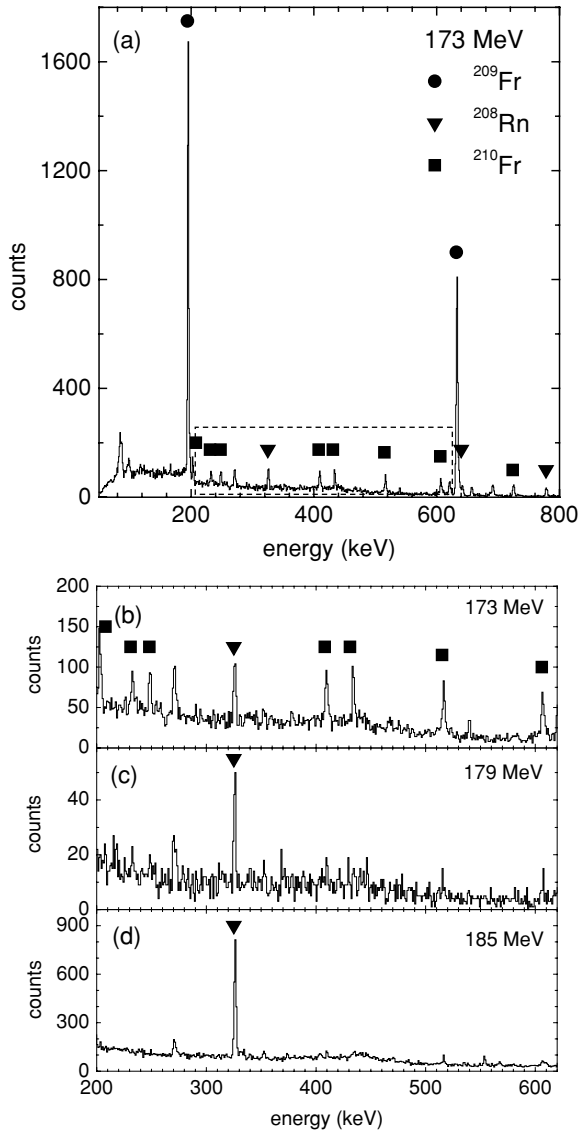 (a)
173 MeV
209Fr
208Rn
210Fr
1600
1200
800
400
0
counts
200 400 600 800
energy (keV)
(b)
173 MeV
200
150
100
50
0
counts
(c)
179 MeV
40
20
0
counts
(d)
185 MeV
900
600
300
0
counts
200 300 400 500 600
energy (keV)